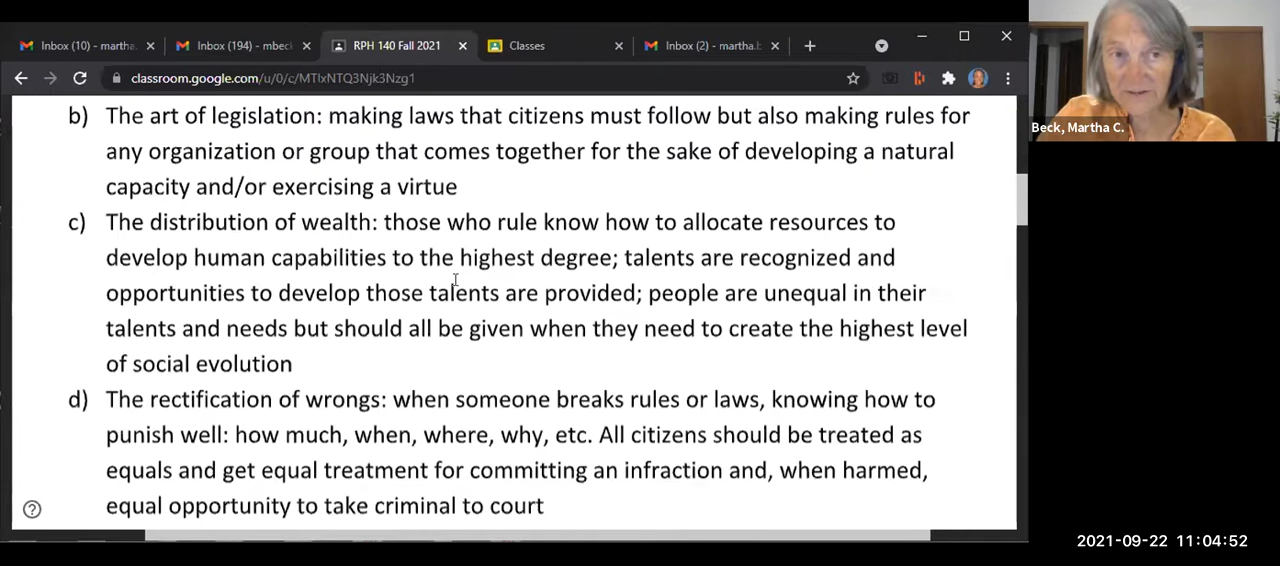 Inbox (10) - martha.
Inbox (194) - mbeck
RPH 140 Fall 2021
Classes
Inbox (2) - martha.b
classroom.google.com/u/0/c/MTIxNTQ3Njk3Nzg1
b) The art of legislation: making laws that citizens must follow but also making rules for
any organization or group that comes together for the sake of developing a natural
capacity and/or exercising a virtue
c) The distribution of wealth: those who rule know how to allocate resources to
develop human capabilities to the highest degree; talents are recognized and
opportunities to develop those talents are provided; people are unequal in their
talents and needs but should all be given when they need to create the highest level
of social evolution
d) The rectification of wrongs: when someone breaks rules or laws, knowing how to
punish well: how much, when, where, why, etc. All citizens should be treated as
equals and get equal treatment for committing an infraction and, when harmed,
equal opportunity to take criminal to court
Beck, Martha C.
2021-09-22 11:04:52